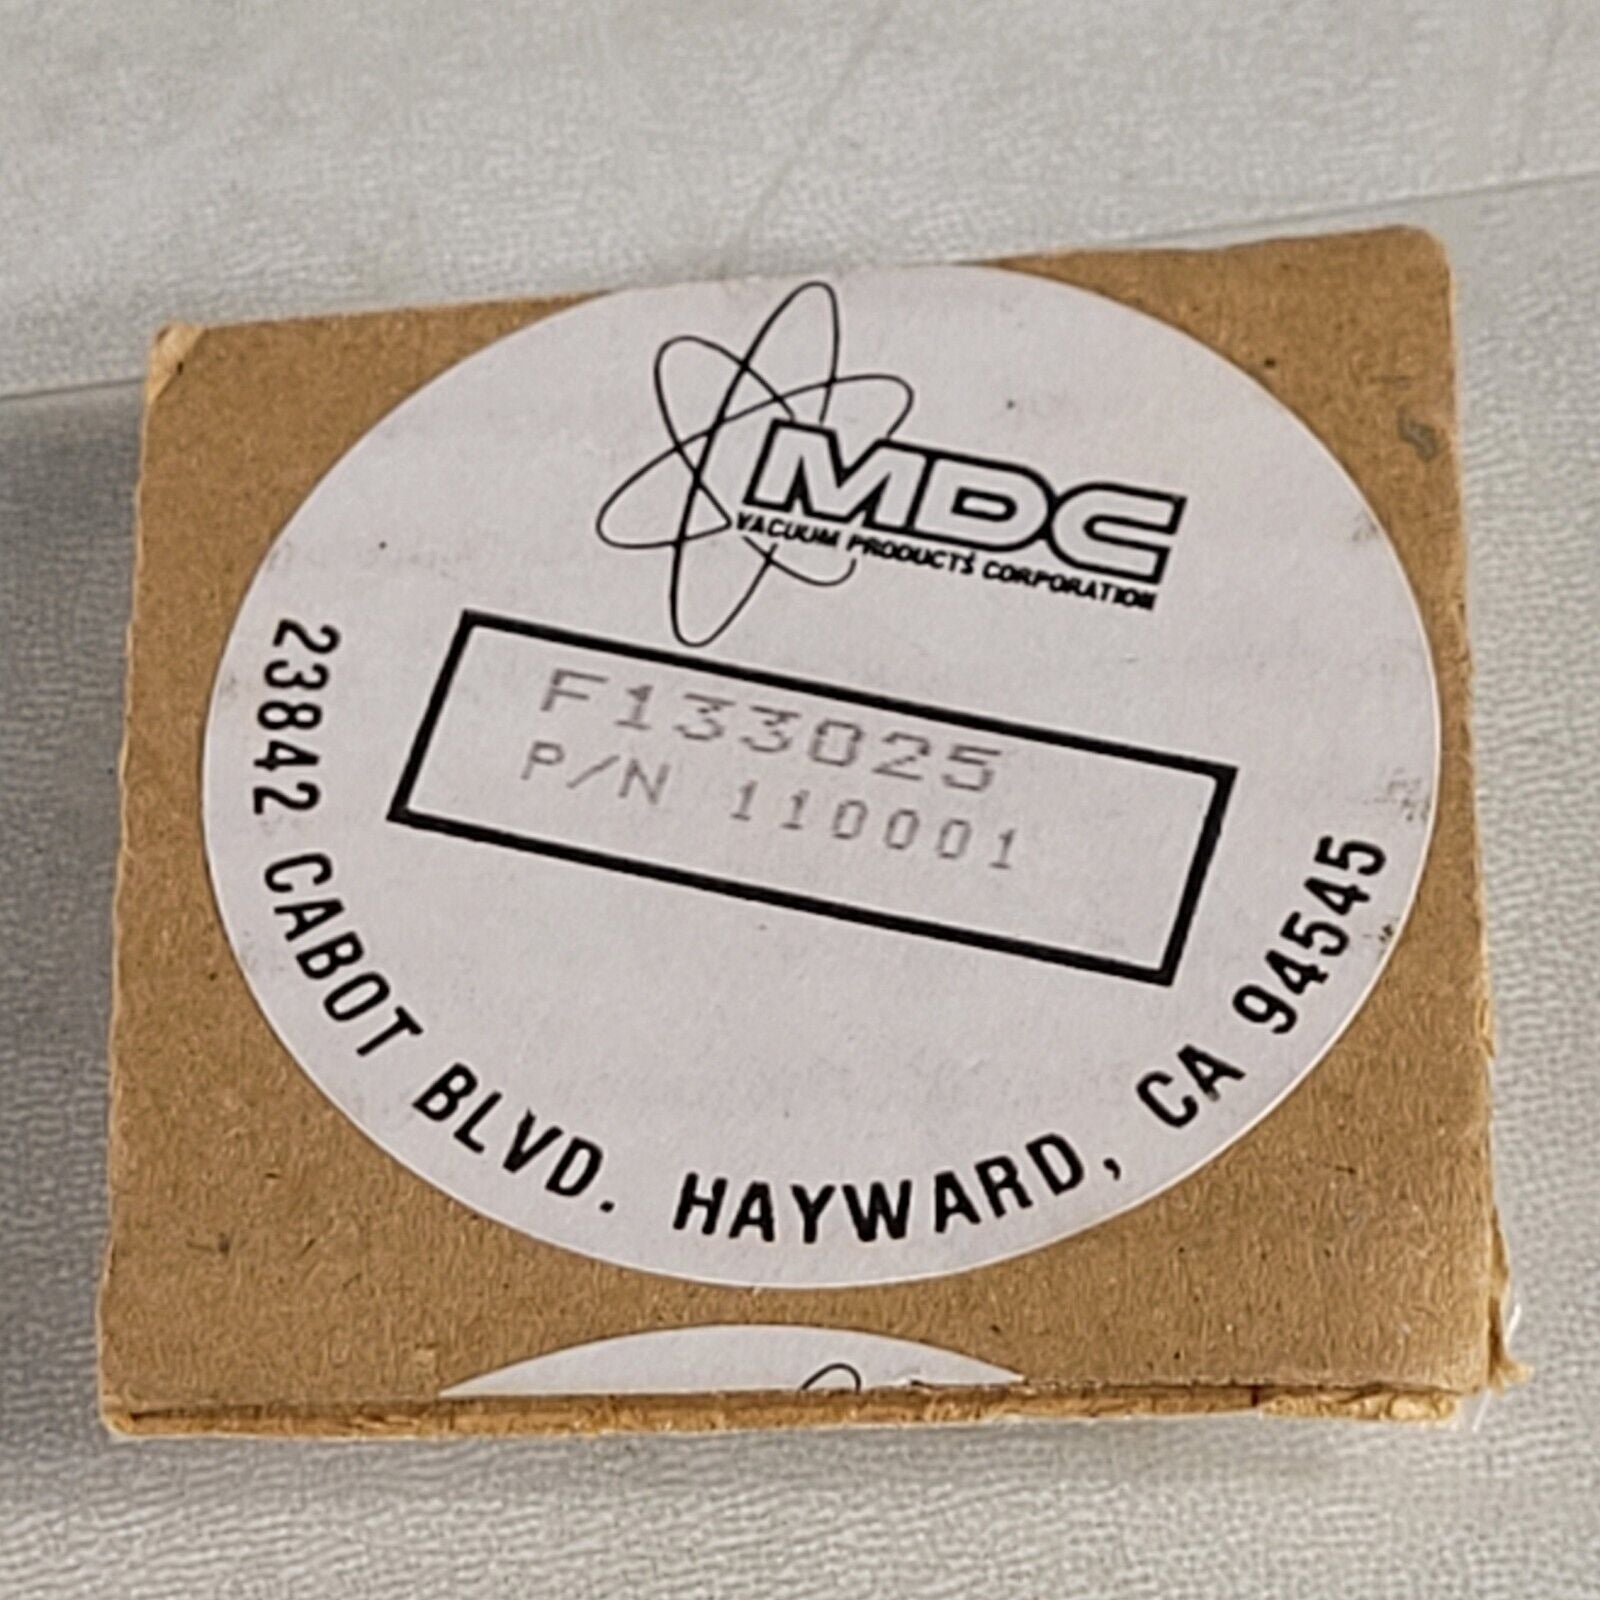 MDC
VACUUM PRODUCTS CORPORATION
F133025
P/N 110001
23842 CABOT BLVD. HAYWARD, CA 94545